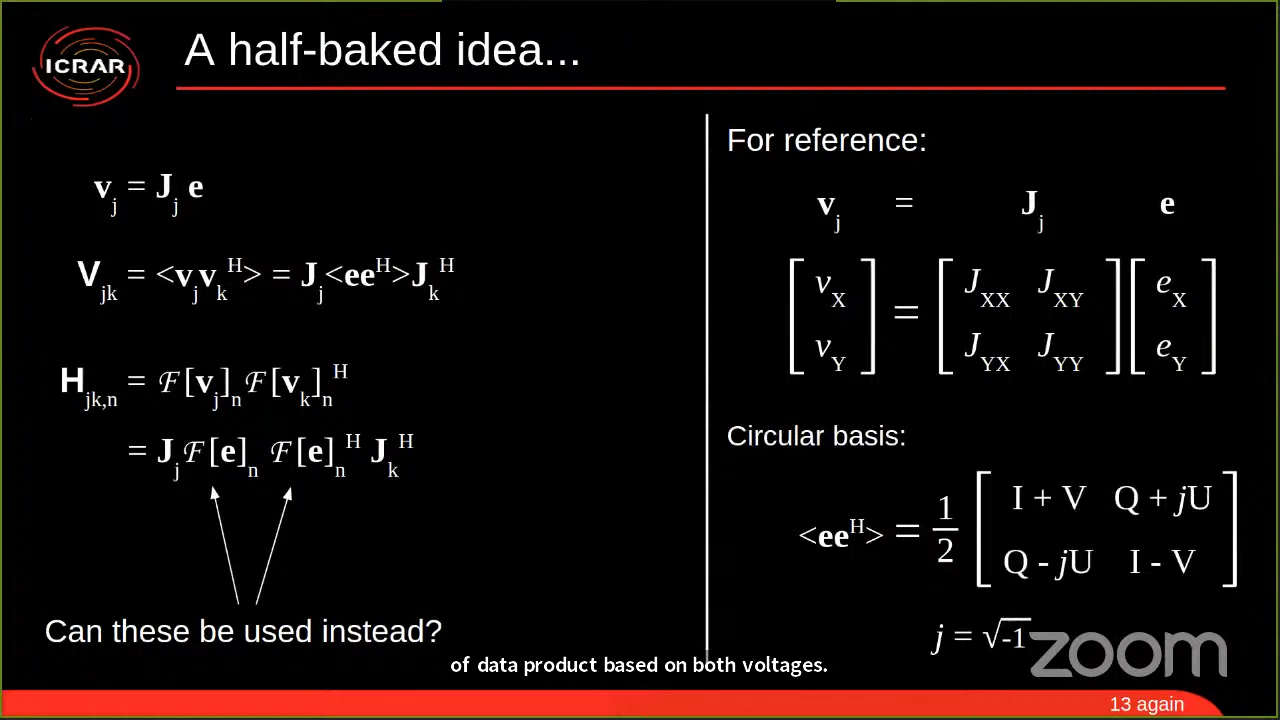 ICRAR
A half-baked idea...
v_j = J_j e
V_jk = <v_j v_k^H> = J_j<ee^H>J_k^H
H_jk,n = ℱ[v_j]_n ℱ[v_k]_n^H
= J_j ℱ[e]_n ℱ[e]_n^H J_k^H
Can these be used instead?
For reference:
v_j = J_j e
[v_X v_Y] = [J_XX J_XY J_YX J_YY] [e_X e_Y]
Circular basis:
<ee^H> = 1/2 [I + V Q + jU Q - jU I - V]
j = √-1
zoom
of data product based on both voltages.
13 again